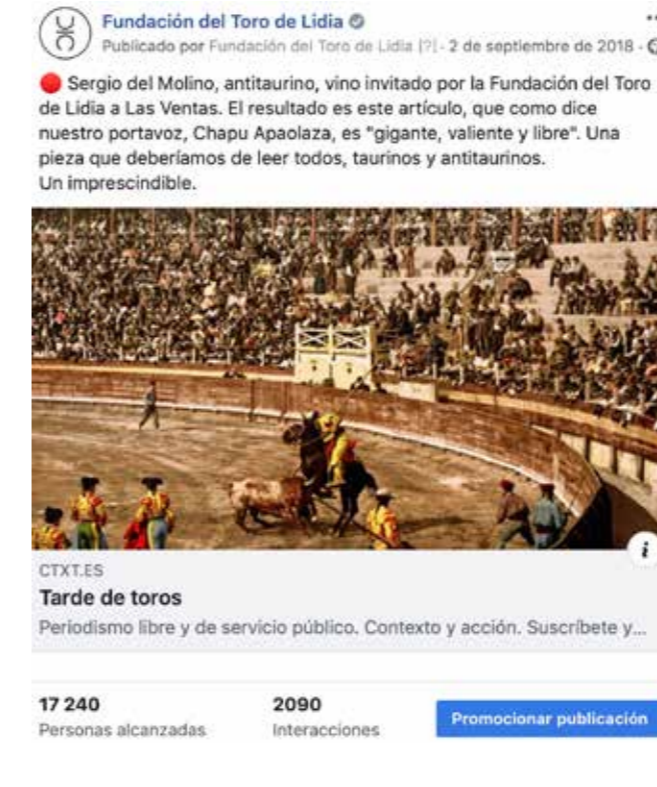 Fundación del Toro de Lidia
Publicado por Fundación del Toro de Lidia [?] · 2 de septiembre de 2018 ·
🔴 Sergio del Molino, antitaurino, vino invitado por la Fundación del Toro
de Lidia a Las Ventas. El resultado es este artículo, que como dice
nuestro portavoz, Chapu Apaolaza, es "gigante, valiente y libre". Una
pieza que deberíamos de leer todos, taurinos y antitaurinos.
Un imprescindible.
i
CTXT.ES
Tarde de toros
Periodismo libre y de servicio público. Contexto y acción. Suscríbete y...
17 240
2090
Personas alcanzadas
Interacciones
Promocionar publicación